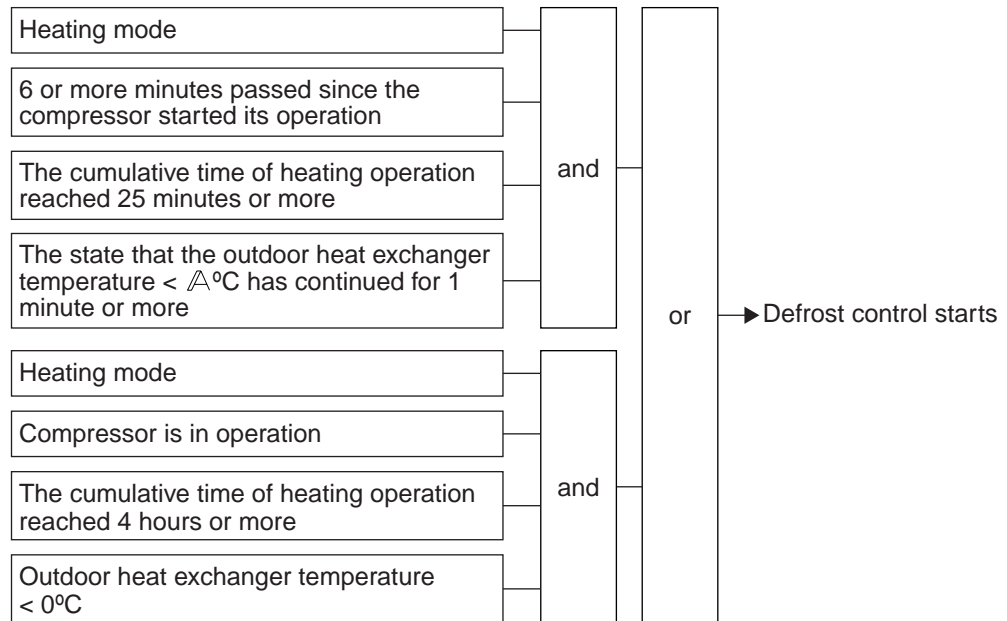 Heating mode
6 or more minutes passed since the
compressor started its operation
The cumulative time of heating operation
reached 25 minutes or more
The state that the outdoor heat exchanger
temperature < 𝔸ºC has continued for 1
minute or more
and
Heating mode
Compressor is in operation
The cumulative time of heating operation
reached 4 hours or more
Outdoor heat exchanger temperature
< 0ºC
and
or
Defrost control starts